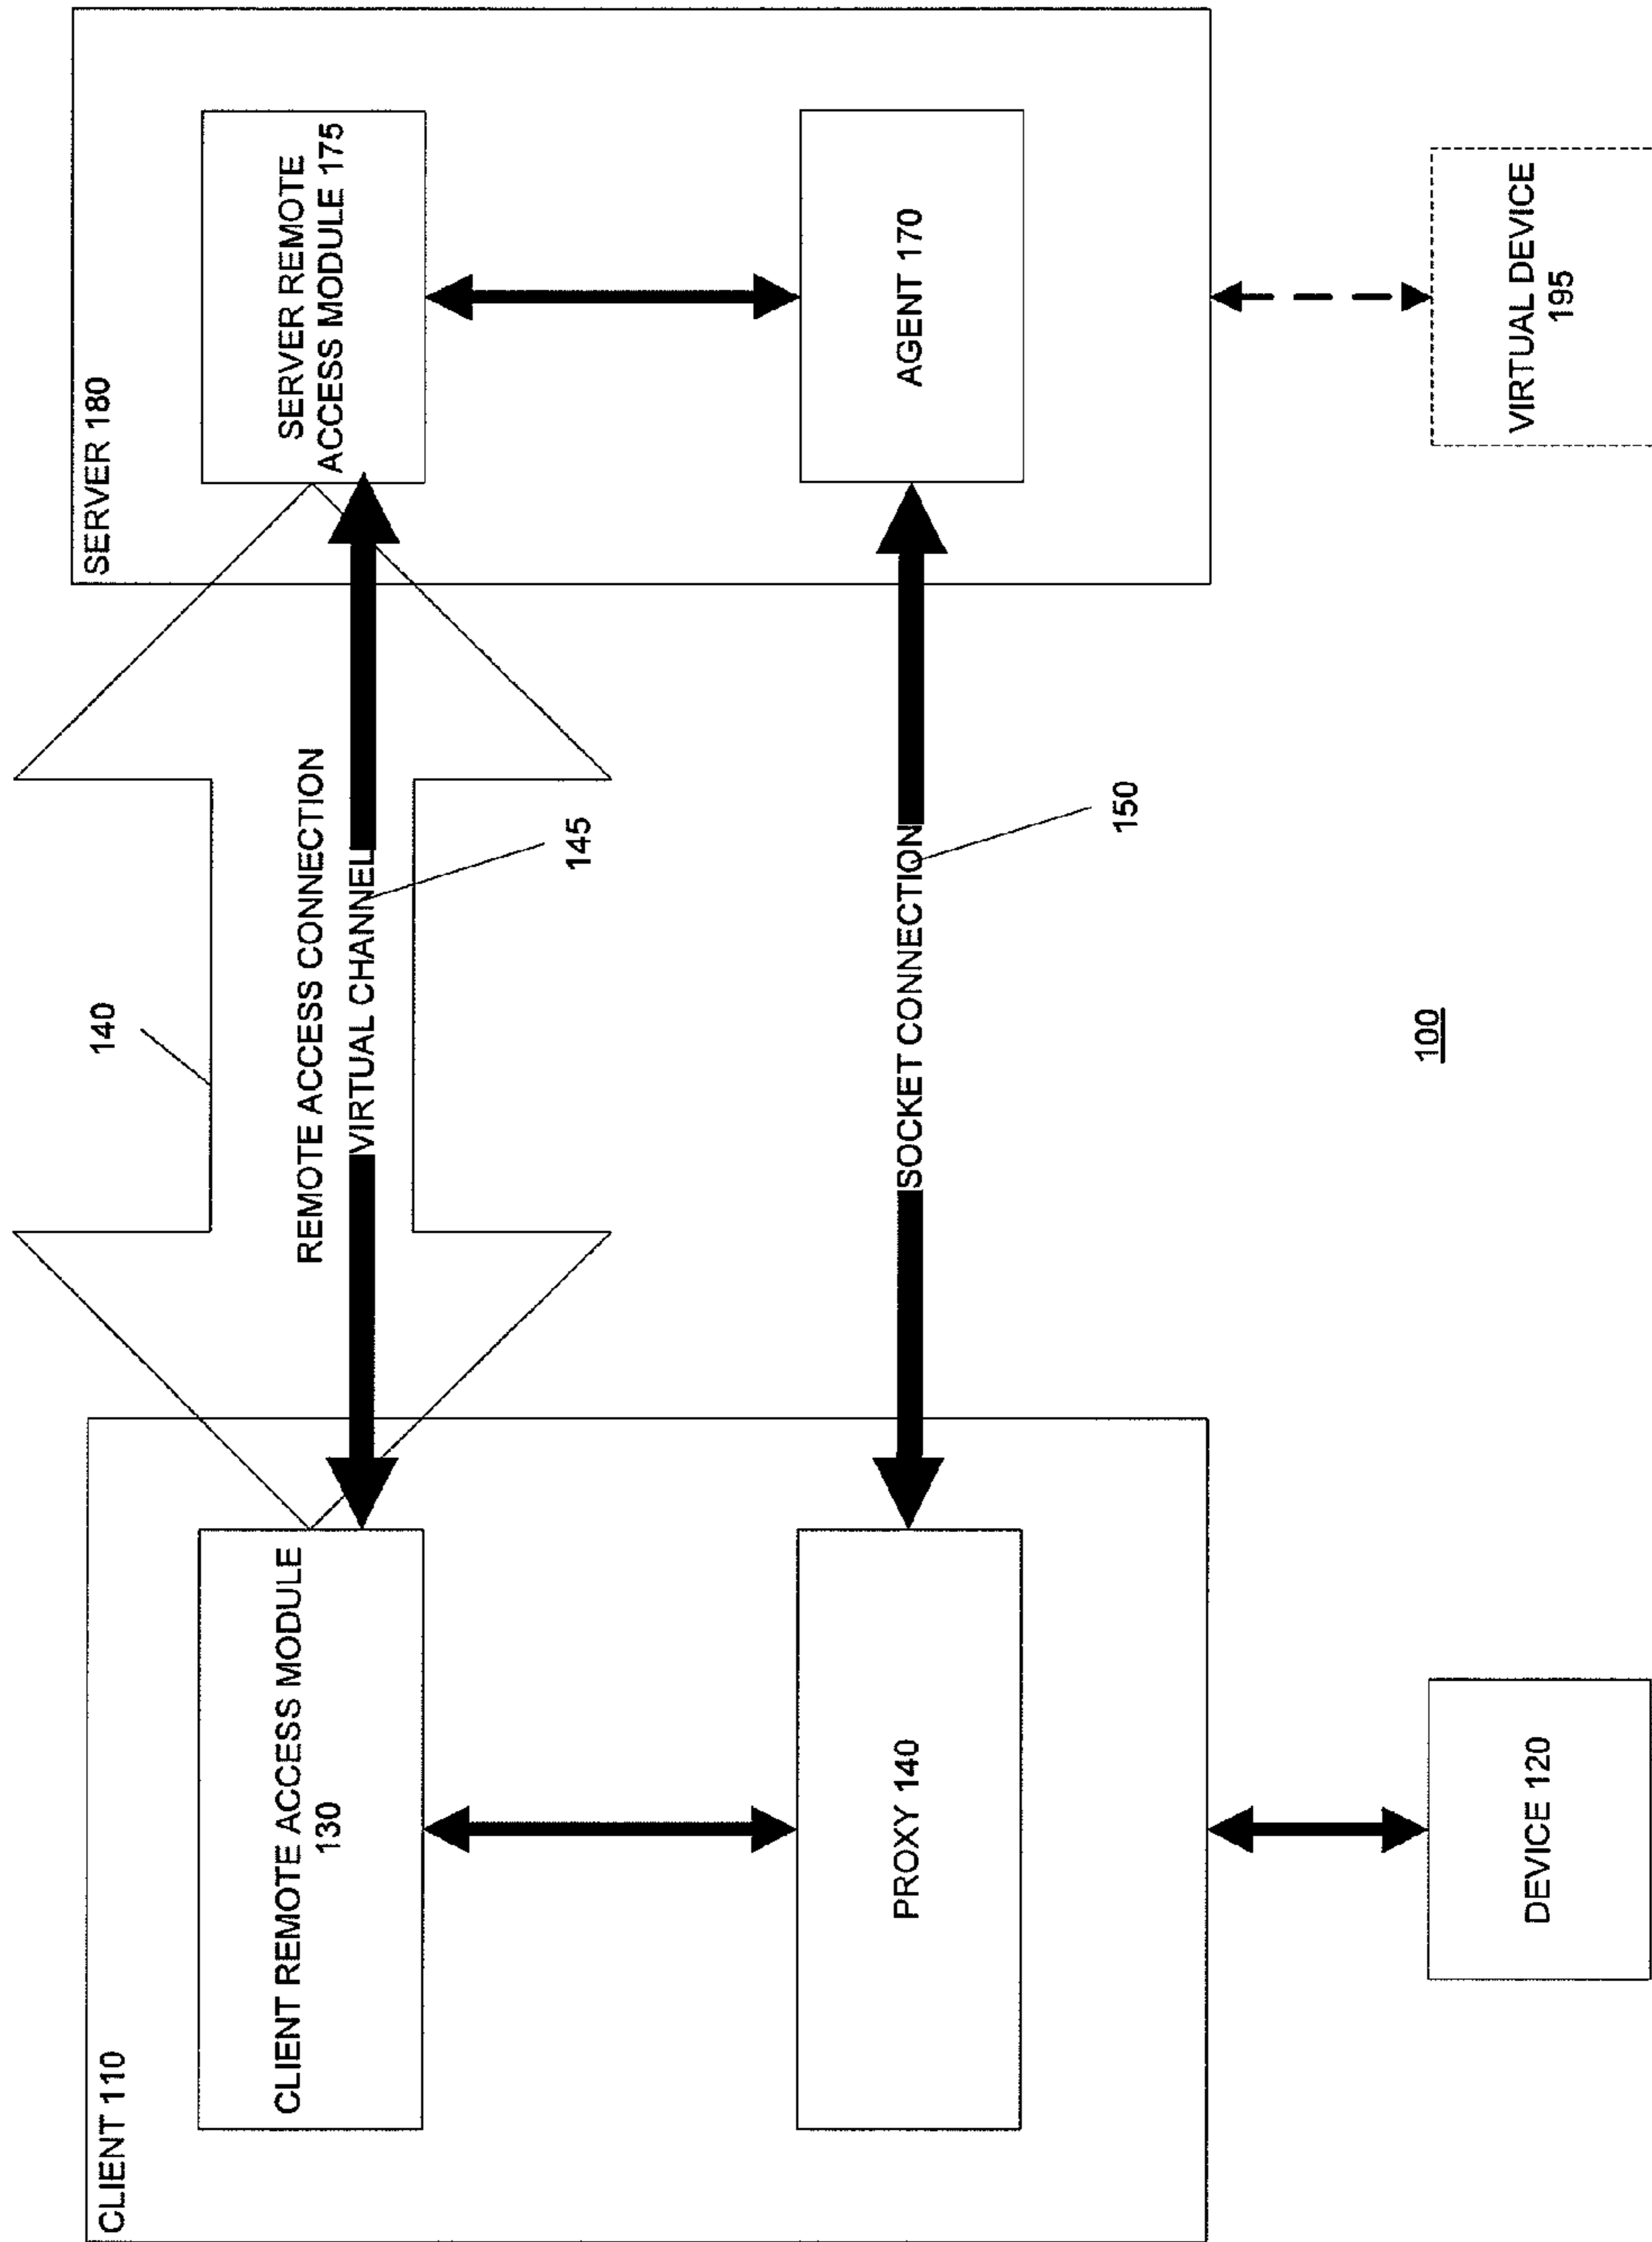 CLIENT 110
CLIENT REMOTE ACCESS MODULE
130
PROXY 140
DEVICE 120
140
REMOTE ACCESS CONNECTION
VIRTUAL CHANNEL
145
SOCKET CONNECTION
150
100
SERVER 180
SERVER REMOTE
ACCESS MODULE 175
AGENT 170
VIRTUAL DEVICE
195